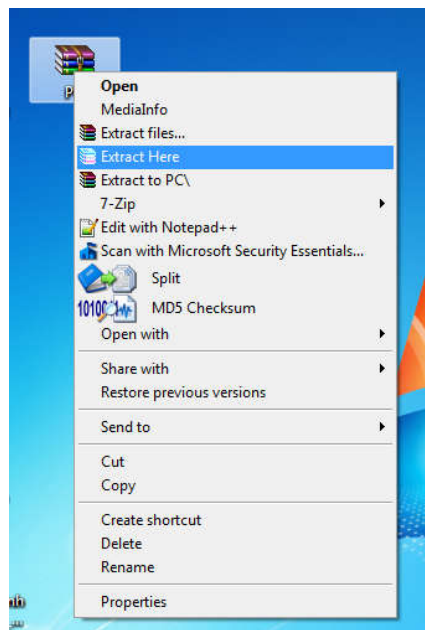 Open
MediaInfo
Extract files...
Extract Here
Extract to PC\
7-Zip
Edit with Notepad++
Scan with Microsoft Security Essentials...
Split
MD5 Checksum
Open with
Share with
Restore previous versions
Send to
Cut
Copy
Create shortcut
Delete
Rename
Properties